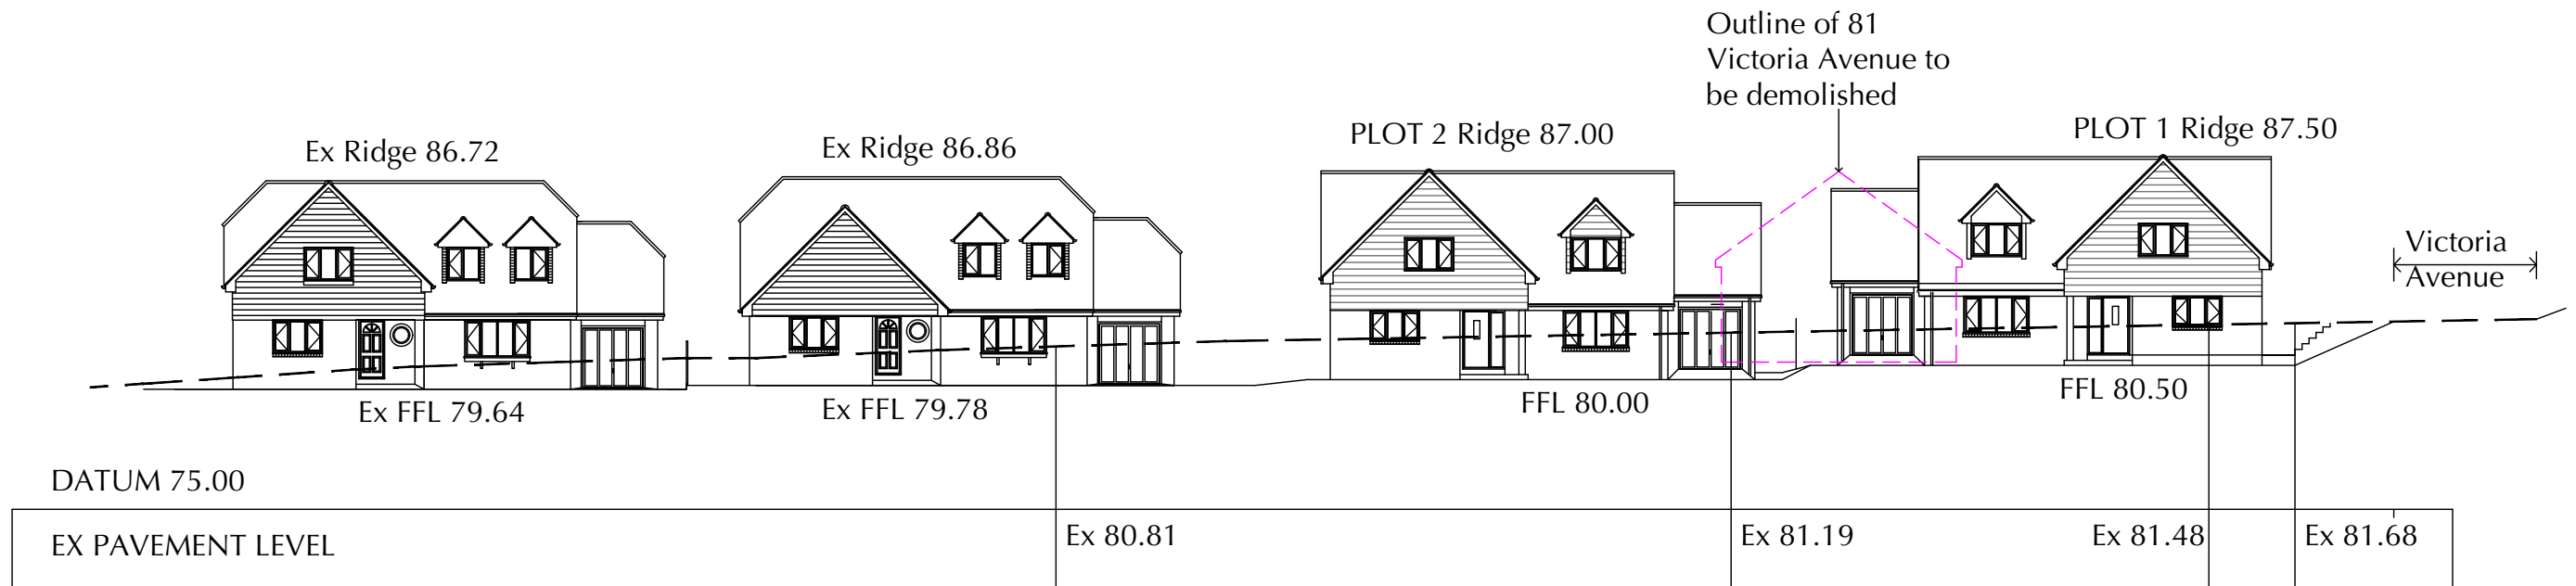 Outline of 81
Victoria Avenue to
be demolished
Ex Ridge 86.72
Ex Ridge 86.86
PLOT 2 Ridge 87.00
PLOT 1 Ridge 87.50
Victoria
Avenue
Ex FFL 79.64
Ex FFL 79.78
FFL 80.00
FFL 80.50
DATUM 75.00
EX PAVEMENT LEVEL
Ex 80.81
Ex 81.19
Ex 81.48
Ex 81.68